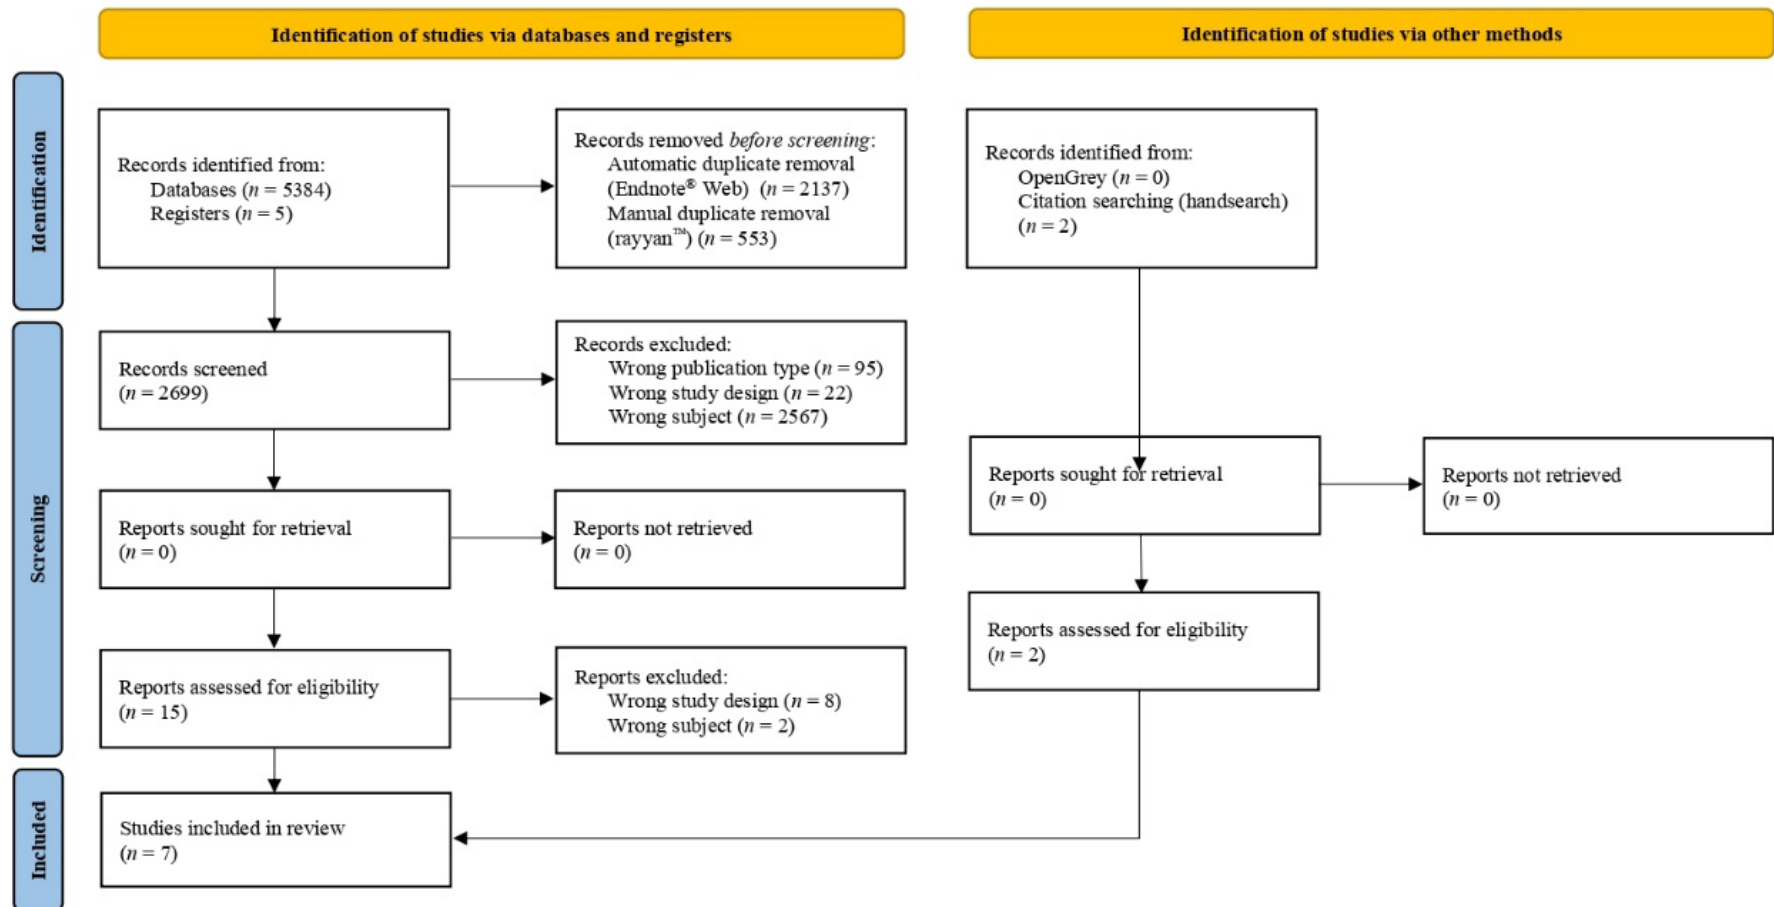 Identification of studies via databases and registers
Identification of studies via other methods
Identification
Records identified from:
Databases (n = 5384)
Registers (n = 5)
Records removed before screening:
Automatic duplicate removal
(Endnote® Web) (n = 2137)
Manual duplicate removal
(rayyan™) (n = 553)
Records identified from:
OpenGrey (n = 0)
Citation searching (handsearch)
(n = 2)
Screening
Records screened
(n = 2699)
Records excluded:
Wrong publication type (n = 95)
Wrong study design (n = 22)
Wrong subject (n = 2567)
Reports sought for retrieval
(n = 0)
Reports not retrieved
(n = 0)
Reports sought for retrieval
(n = 0)
Reports not retrieved
(n = 0)
Reports assessed for eligibility
(n = 15)
Reports excluded:
Wrong study design (n = 8)
Wrong subject (n = 2)
Reports assessed for eligibility
(n = 2)
Included
Studies included in review
(n = 7)